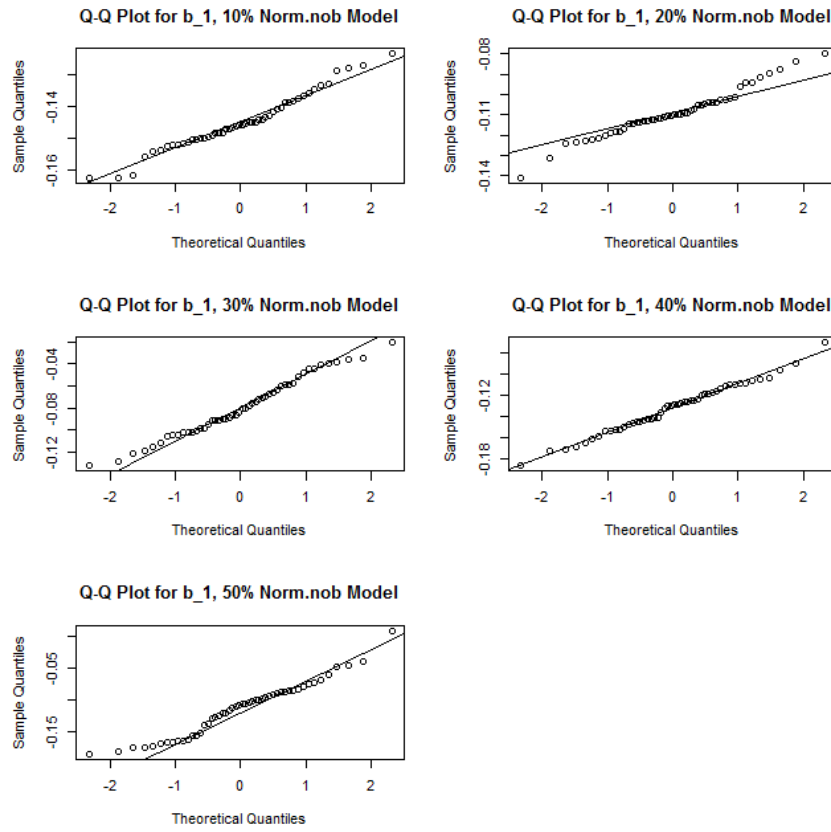 Q-Q Plot for b_1, 10% Norm.nob Model
Sample Quantiles
-0.14
-0.16
-2 -1 0 1 2
Theoretical Quantiles
Q-Q Plot for b_1, 20% Norm.nob Model
Sample Quantiles
-0.08
-0.11
-0.14
-2 -1 0 1 2
Theoretical Quantiles
Q-Q Plot for b_1, 30% Norm.nob Model
Sample Quantiles
-0.04
-0.08
-0.12
-2 -1 0 1 2
Theoretical Quantiles
Q-Q Plot for b_1, 40% Norm.nob Model
Sample Quantiles
-0.12
-0.18
-2 -1 0 1 2
Theoretical Quantiles
Q-Q Plot for b_1, 50% Norm.nob Model
Sample Quantiles
-0.05
-0.15
-2 -1 0 1 2
Theoretical Quantiles